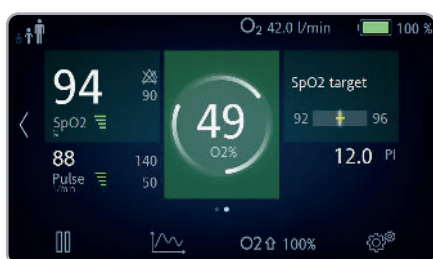 O2 42.0 l/min 100 %
94
90
SpO2
49
O2%
SpO2 target
92 96
88
Pulse
/min
140
50
12.0 PI
O2⇧ 100%